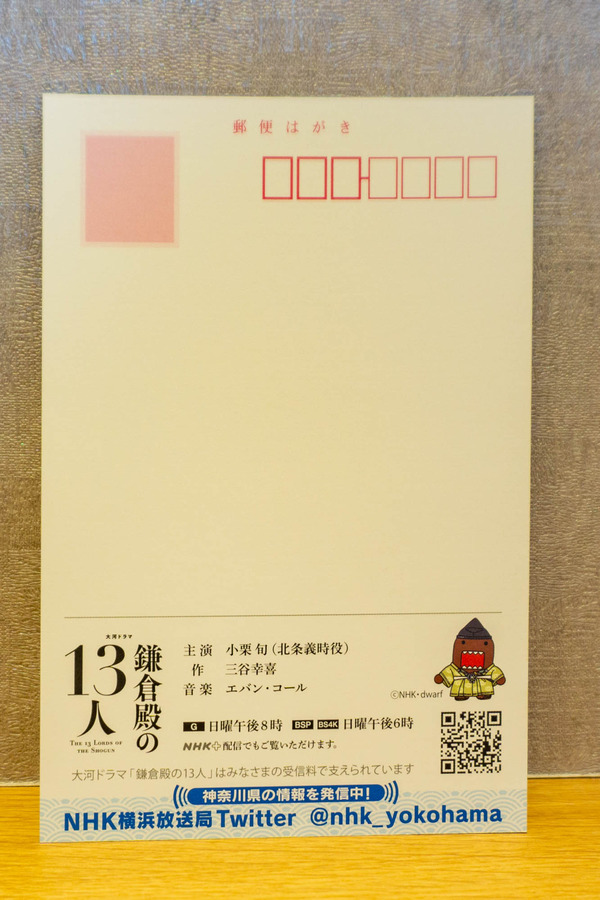 郵便はがき
大河ドラマ
鎌倉殿の
13人
THE 13 LORDS OF
THE SHOGUN
主演 小栗 旬(北条義時役)
作 三谷幸喜
音楽 エバン・コール
©NHK・dwarf
G 日曜午後8時 BSP BS4K 日曜午後6時
NHK+配信でもご覧いただけます。
大河ドラマ「鎌倉殿の13人」はみなさまの受信料で支えられています
神奈川県の情報を発信中!
NHK横浜放送局Twitter @nhk_yokohama